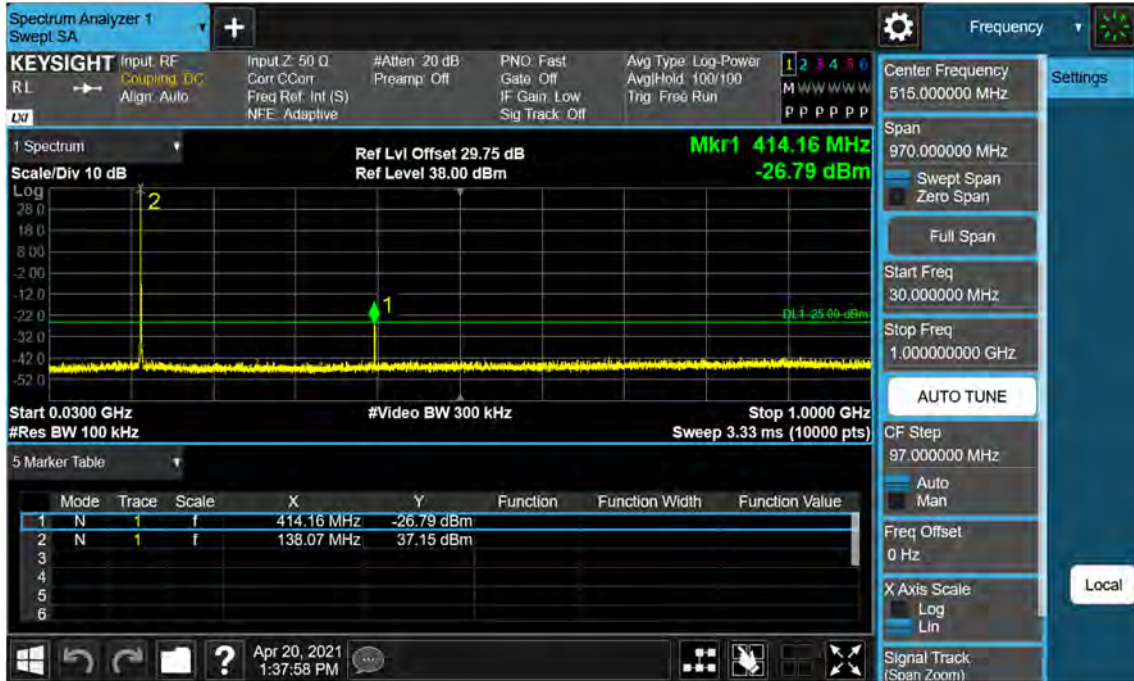 Spectrum Analyzer 1
Swept SA
+
Frequency
KEYSIGHT
RL
LXI
Input: RF
Coupling: DC
Align: Auto
Input Z: 50 Ω
Corr CCorr
Freq Ref: Int (S)
NFE: Adaptive
#Atten: 20 dB
Preamp: Off
PNO: Fast
Gate: Off
IF Gain: Low
Sig Track: Off
Avg Type: Log-Power
Avg|Hold: 100/100
Trig: Free Run
1 2 3 4 5 6
M W W W W W
P P P P P P
1 Spectrum
Scale/Div 10 dB
Ref Lvl Offset 29.75 dB
Ref Level 38.00 dBm
Mkr1 414.16 MHz
-26.79 dBm
Log
28.0
18.0
8.00
-2.00
-12.0
-22.0
-32.0
-42.0
-52.0
2
1
DL1 -25.00 dBm
Start 0.0300 GHz
#Video BW 300 kHz
Stop 1.0000 GHz
#Res BW 100 kHz
Sweep 3.33 ms (10000 pts)
5 Marker Table
Mode Trace Scale X Y Function Function Width Function Value
1 N 1 f 414.16 MHz -26.79 dBm
2 N 1 f 138.07 MHz 37.15 dBm
3
4
5
6
?
Apr 20, 2021
1:37:58 PM
Center Frequency
515.000000 MHz
Settings
Span
970.000000 MHz
Swept Span
Zero Span
Full Span
Start Freq
30.000000 MHz
Stop Freq
1.000000000 GHz
AUTO TUNE
CF Step
97.000000 MHz
Auto
Man
Freq Offset
0 Hz
X Axis Scale
Log
Lin
Local
Signal Track
(Span Zoom)